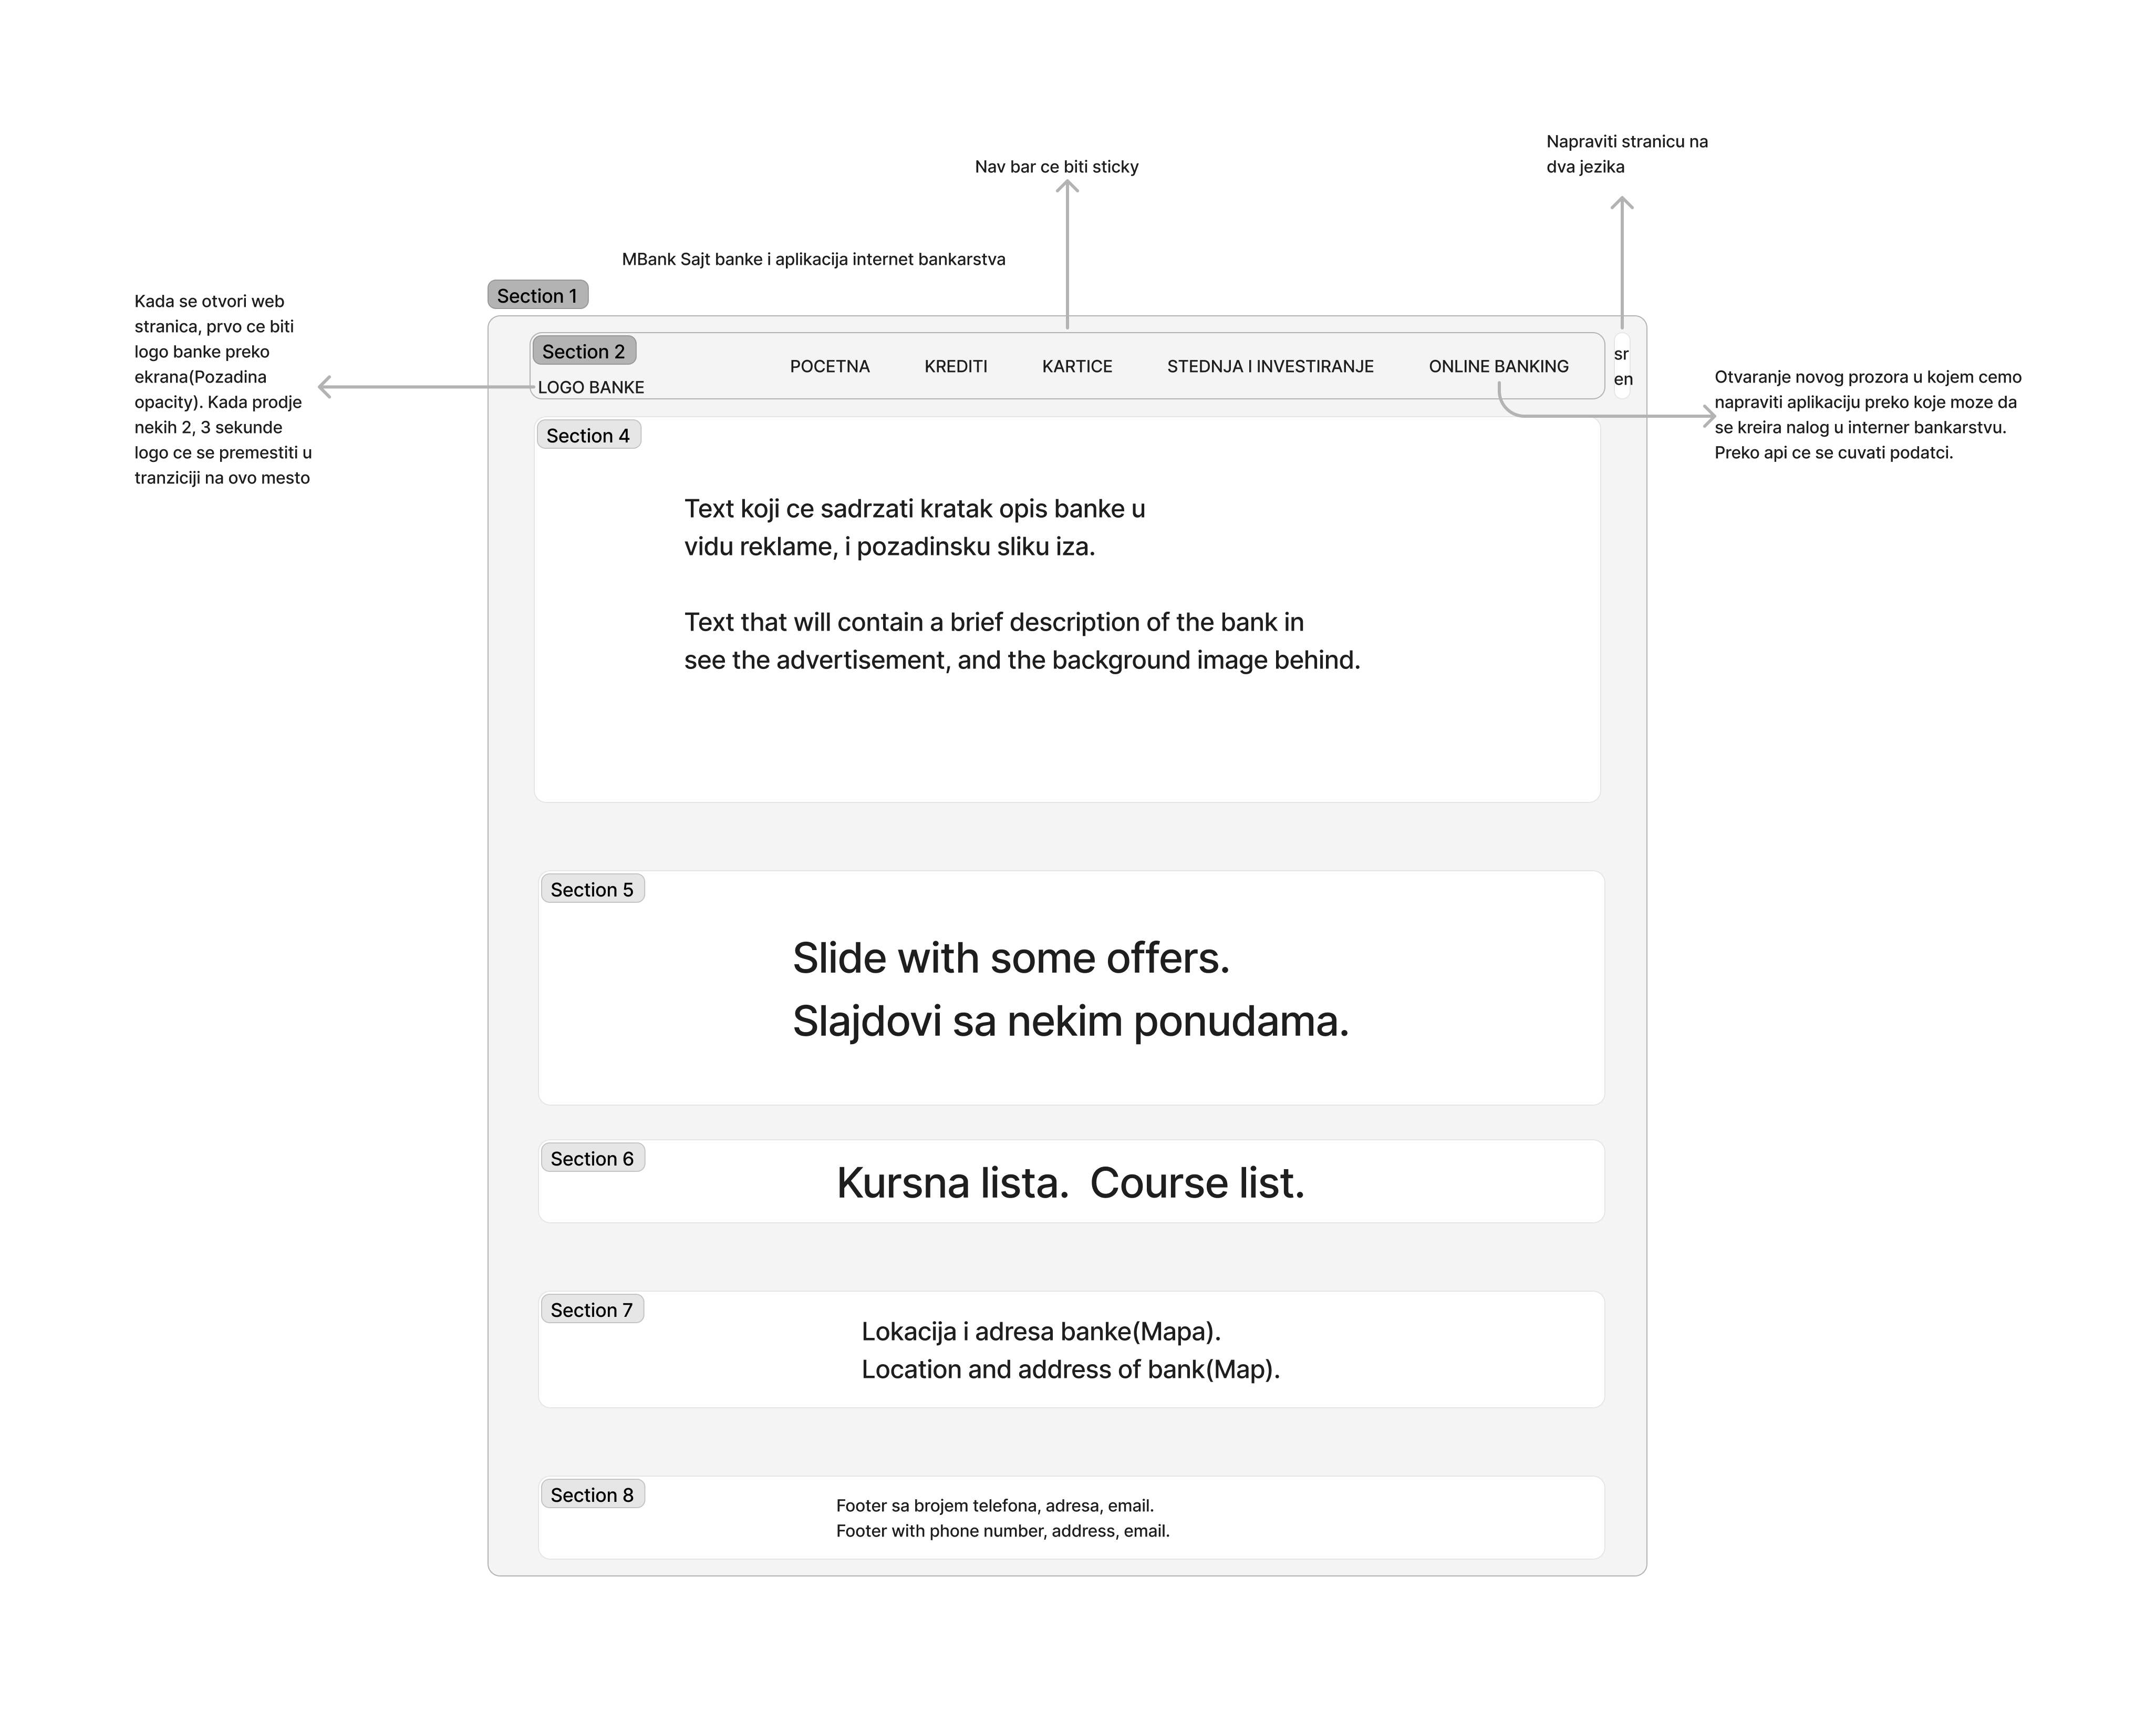 Napraviti stranicu na
dva jezika
Nav bar ce biti sticky
MBank Sajt banke i aplikacija internet bankarstva
Section 1
Kada se otvori web
stranica, prvo ce biti
logo banke preko
ekrana(Pozadina
opacity). Kada prodje
nekih 2, 3 sekunde
logo ce se premestiti u
tranziciji na ovo mesto
Section 2
LOGO BANKE
POCETNA
KREDITI
KARTICE
STEDNJA I INVESTIRANJE
ONLINE BANKING
sr
en
Otvaranje novog prozora u kojem cemo
napraviti aplikaciju preko koje moze da
se kreira nalog u interner bankarstvu.
Preko api ce se cuvati podatci.
Section 4
Text koji ce sadrzati kratak opis banke u
vidu reklame, i pozadinsku sliku iza.
Text that will contain a brief description of the bank in
see the advertisement, and the background image behind.
Section 5
Slide with some offers.
Slajdovi sa nekim ponudama.
Section 6
Kursna lista.  Course list.
Section 7
Lokacija i adresa banke(Mapa).
Location and address of bank(Map).
Section 8
Footer sa brojem telefona, adresa, email.
Footer with phone number, address, email.